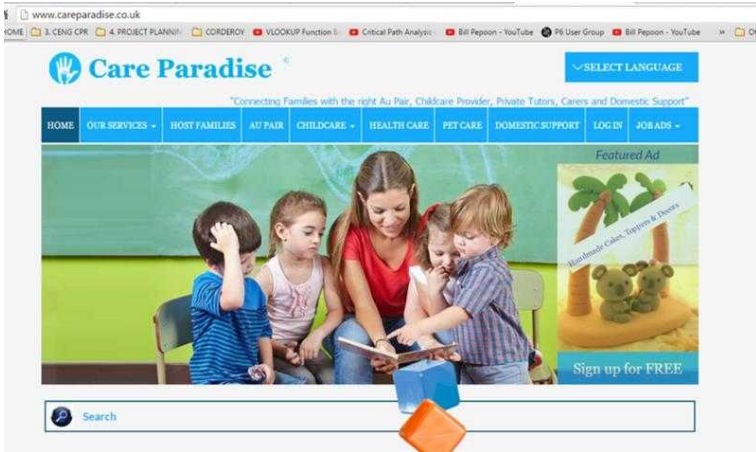 www.careparadise.co.uk
3. CENG CPR 4. PROJECT PLANNIN CORDEROY VLOOKUP Function Critical Path Analysis Bill Pepoon - YouTube P6 User Group Bill Pepoon - YouTube »
Care Paradise
SELECT LANGUAGE
"Connecting Families with the right Au Pair, Childcare Provider, Private Tutors, Carers and Domestic Support"
HOME OUR SERVICES HOST FAMILIES AU PAIR CHILDCARE HEALTH CARE PET CARE DOMESTIC SUPPORT LOG IN JOB ADS
Featured Ad
Handmade Cakes, Toppers & Decors
Sign up for FREE
Search